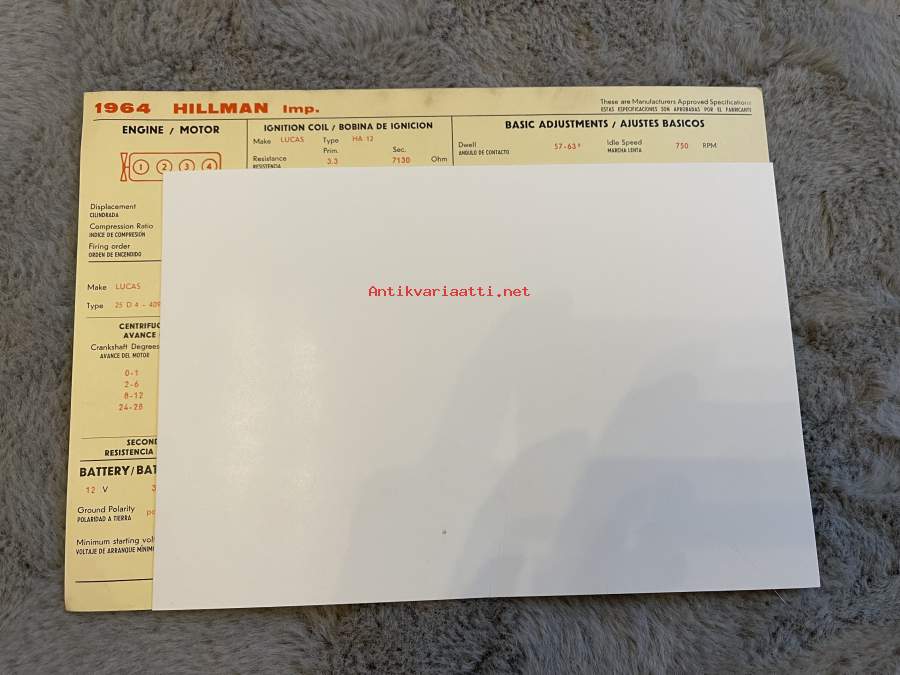 1964 HILLMAN Imp.
These are Manufacturers Approved Specifications
ESTAS ESPECIFICACIONES SON APROBADAS POR EL FABRICANTE
ENGINE / MOTOR
1 2 3 4
Displacement
CILINDRADA
Compression Ratio
INDICE DE COMPRESIÓN
Firing order
ORDEN DE ENCENDIDO
IGNITION COIL / BOBINA DE IGNICION
Make LUCAS Type HA 12
Prim. Sec.
Resistance 3.3 7130 Ohm
RESISTENCIA
BASIC ADJUSTMENTS / AJUSTES BASICOS
Dwell 57-63° Idle Speed 750 RPM
ANGULO DE CONTACTO MARCHA LENTA
Make LUCAS
Type 25 D 4 - 409
CENTRIFUG
AVANCE
Crankshaft Degrees
AVANCE DEL MOTOR
0-1
2-6
8-12
24-28
SECOND
RESISTENCIA
BATTERY/BAT
12 V 3
Ground Polarity
POLARIDAD A TIERRA
Minimum starting vol
VOLTAJE DE ARRANQUE MÍNIM
Antikvariaatti.net